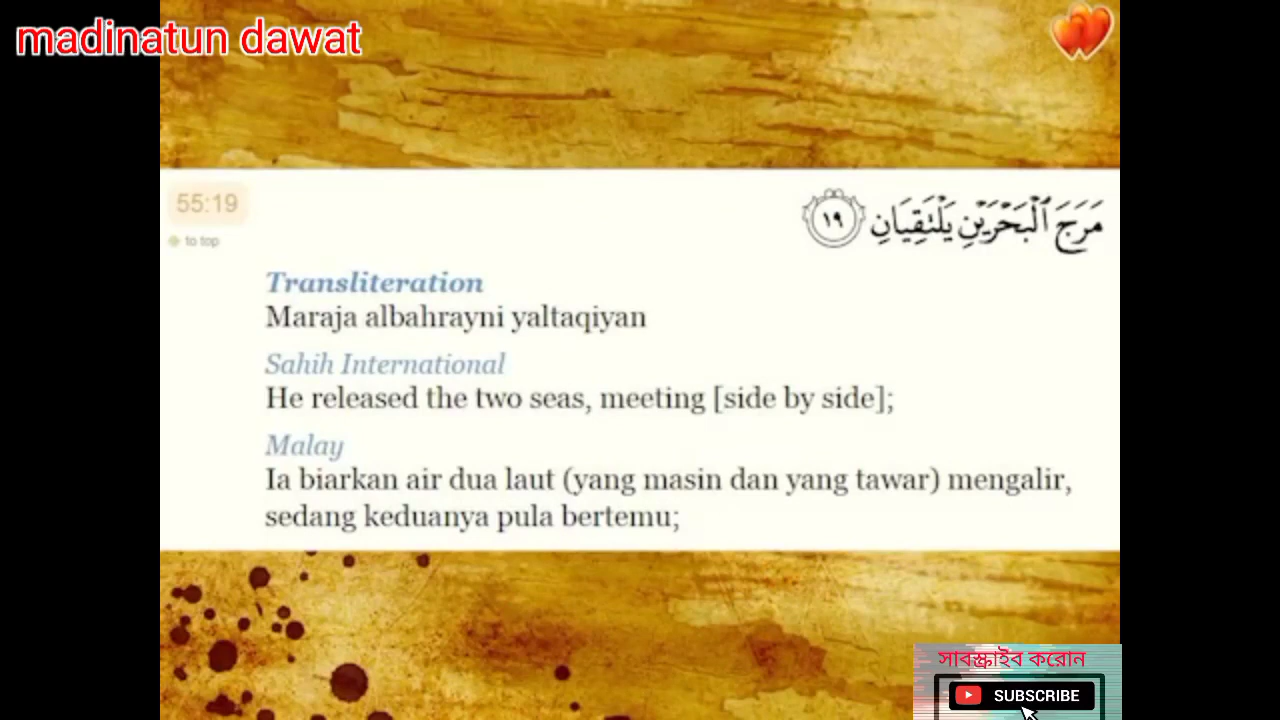 madinatun dawat
55:19
مَرَجَ ٱلْبَحْرَيْنِ يَلْتَقِيَانِ ١٩
to top
Transliteration
Maraja albahrayni yaltaqiyan
Sahih International
He released the two seas, meeting [side by side];
Malay
Ia biarkan air dua laut (yang masin dan yang tawar) mengalir,
sedang keduanya pula bertemu;
সাবস্ক্রাইব করোন
SUBSCRIBE